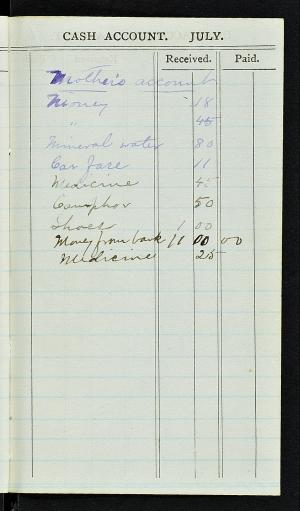 CASH ACCOUNT. JULY.
Received. Paid.
Mother's account
Money 18
" 45
Mineral water 80
Car fare 11
Medicine 45
Camphor 50
Shoes 1 00
Money from bank 11 00 00
Medicine 25